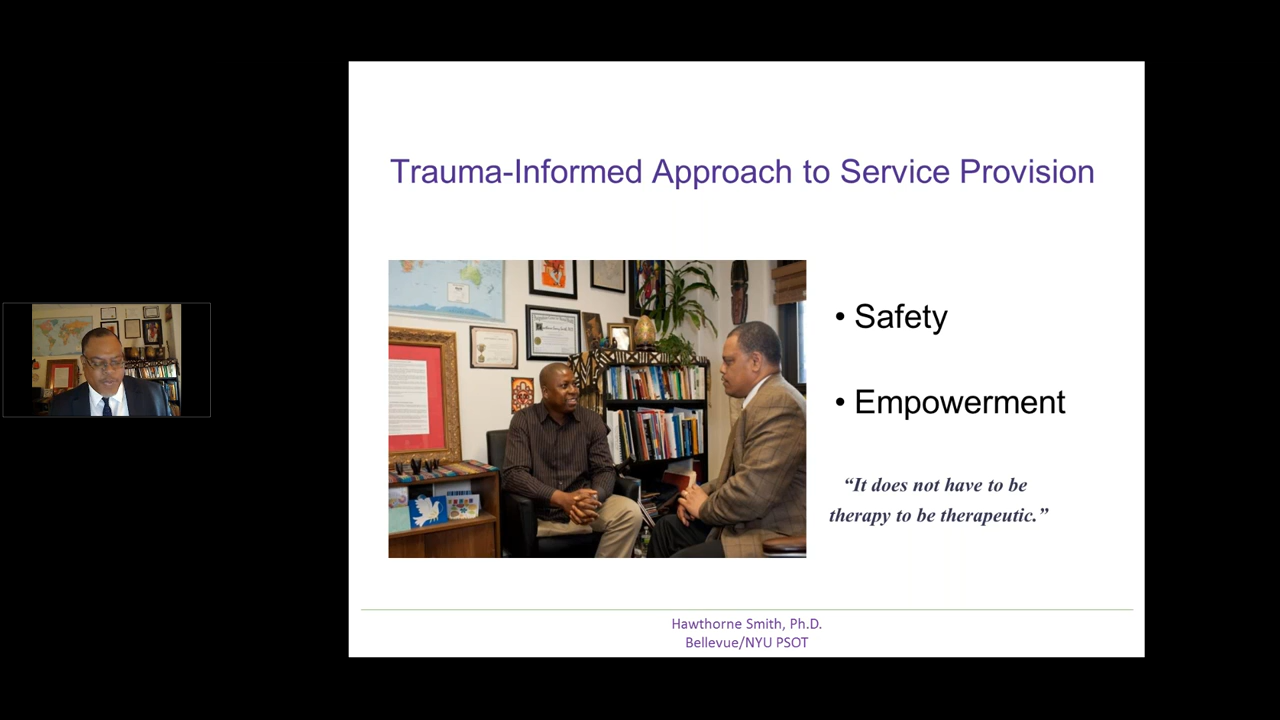 Trauma-Informed Approach to Service Provision
• Safety
• Empowerment
“It does not have to be
therapy to be therapeutic.”
Hawthorne Smith, Ph.D.
Bellevue/NYU PSOT